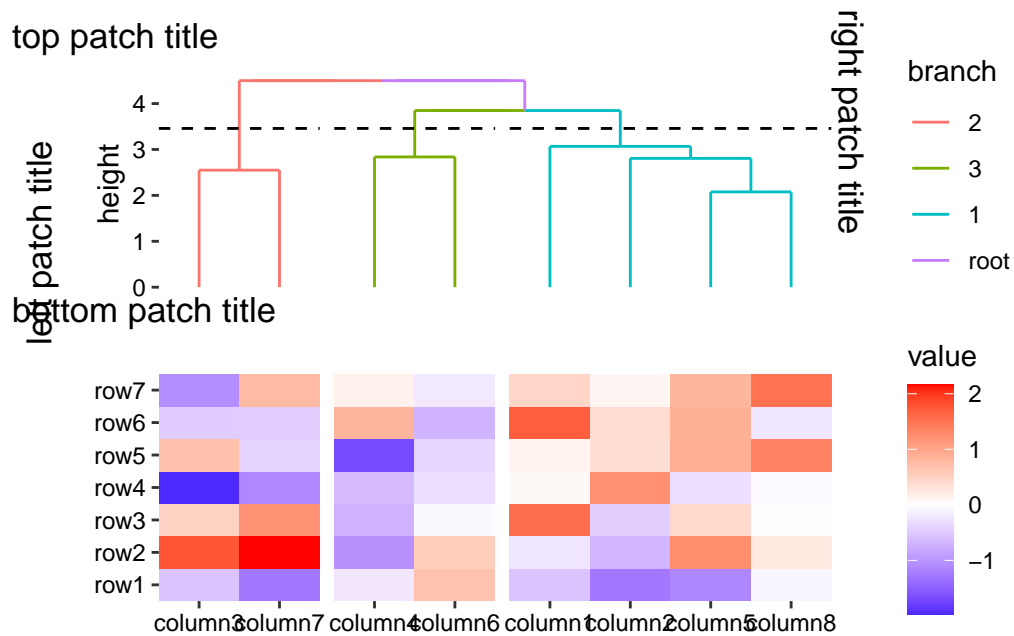 top patch title
right patch title
left patch title
height
4
3
2
1
0
branch
2
3
1
root
bottom patch title
row7
row6
row5
row4
row3
row2
row1
column3
column7
column4
column6
column1
column2
column5
column8
value
2
1
0
−1